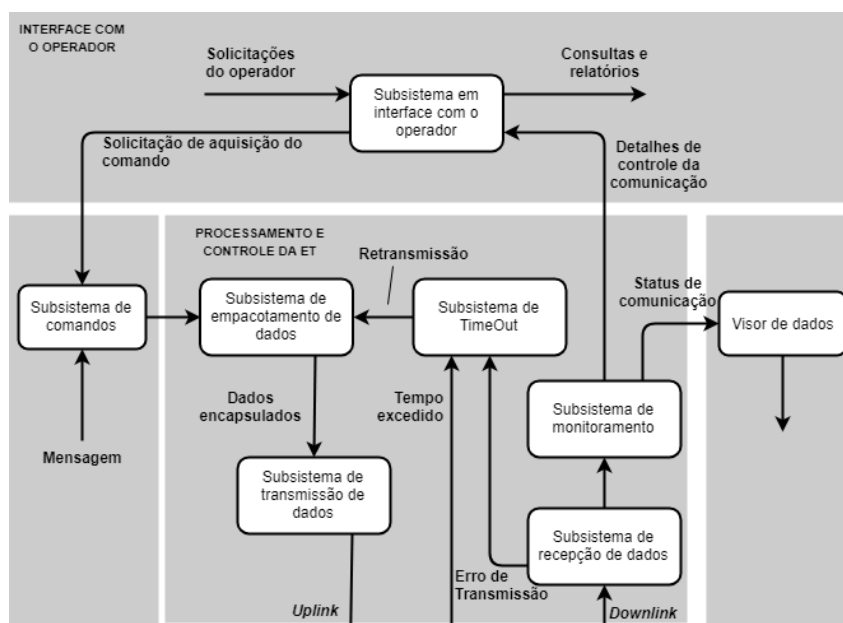 INTERFACE COM
O OPERADOR
Solicitações
do operador
Consultas e
relatórios
Subsistema em
interface com o
operador
Solicitação de aquisição do
comando
Detalhes de
controle da
comunicação
PROCESSAMENTO E
CONTROLE DA ET
Retransmissão
Status de
comunicação
Subsistema de
comandos
Subsistema de
empacotamento de
dados
Subsistema de
TimeOut
Visor de dados
Dados
encapsulados
Tempo
excedido
Subsistema de
monitoramento
Mensagem
Subsistema de
transmissão de
dados
Subsistema de
recepção de dados
Erro de
Transmissão
Uplink
Downlink